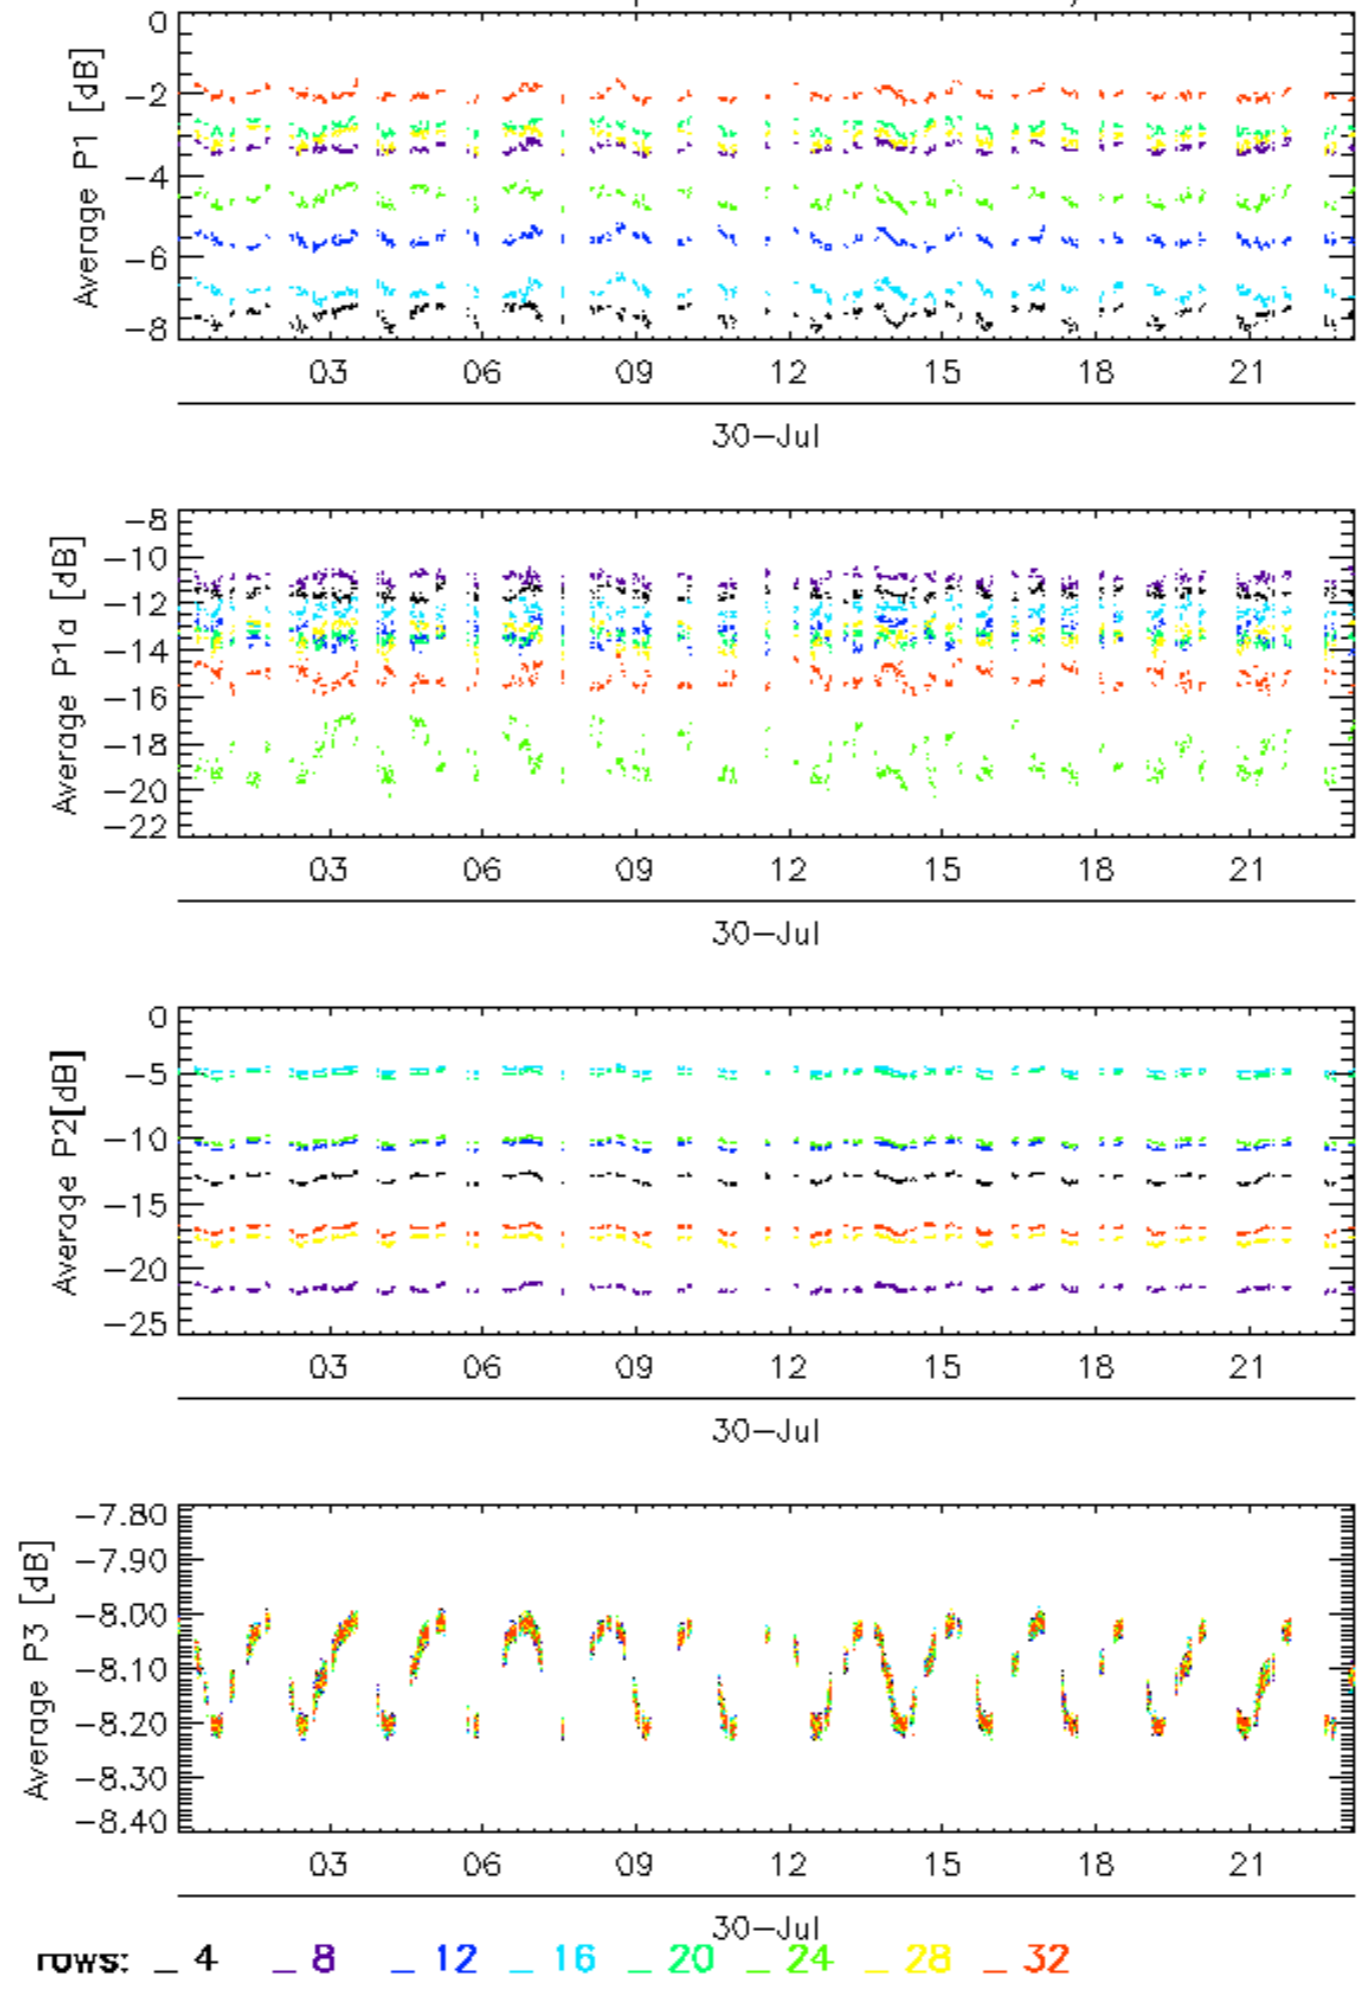 Average P1 [dB]
0
-2
-4
-6
-8
03 06 09 12 15 18 21
30-Jul
Average P1a [dB]
-8
-10
-12
-14
-16
-18
-20
-22
03 06 09 12 15 18 21
30-Jul
Average P2[dB]
0
-5
-10
-15
-20
-25
03 06 09 12 15 18 21
30-Jul
Average P3 [dB]
-7.80
-7.90
-8.00
-8.10
-8.20
-8.30
-8.40
03 06 09 12 15 18 21
30-Jul
rows: _ 4 _ 8 _ 12 _ 16 _ 20 _ 24 _ 28 _ 32